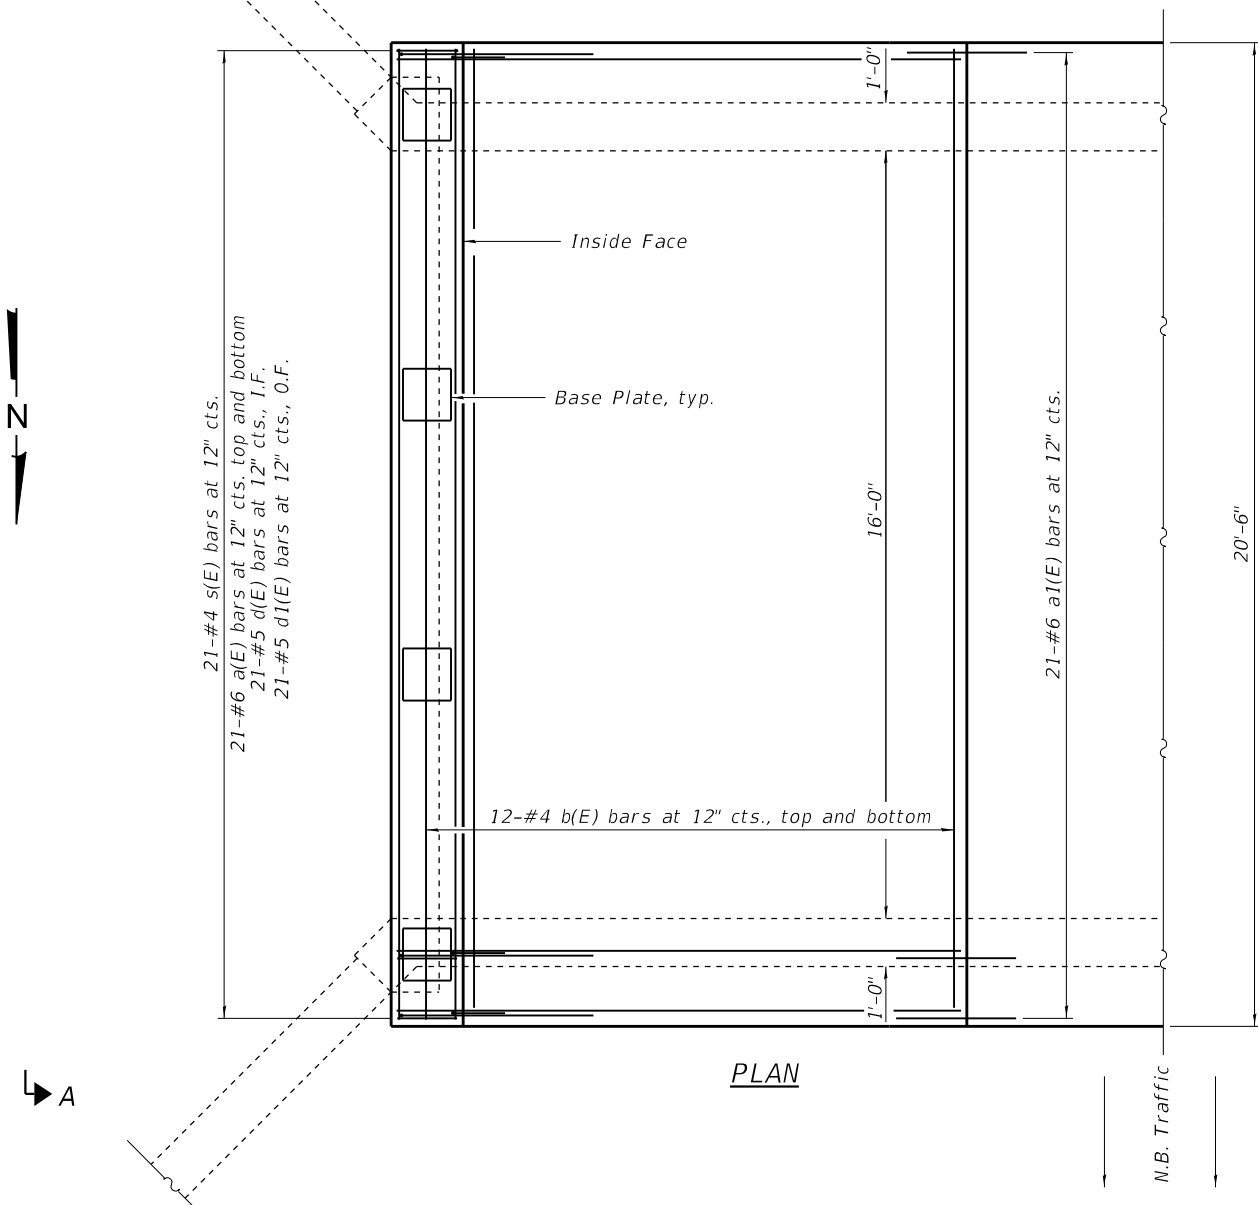 1'-0"
Inside Face
Base Plate, typ.
N
21-#4 s(E) bars at 12" cts.
21-#6 a(E) bars at 12" cts. top and bottom
21-#5 d(E) bars at 12" cts., I.F.
21-#5 d1(E) bars at 12" cts., O.F.
16'-0"
21-#6 a1(E) bars at 12" cts.
20'-6"
12-#4 b(E) bars at 12" cts., top and bottom
1'-0"
PLAN
A
N.B. Traffic